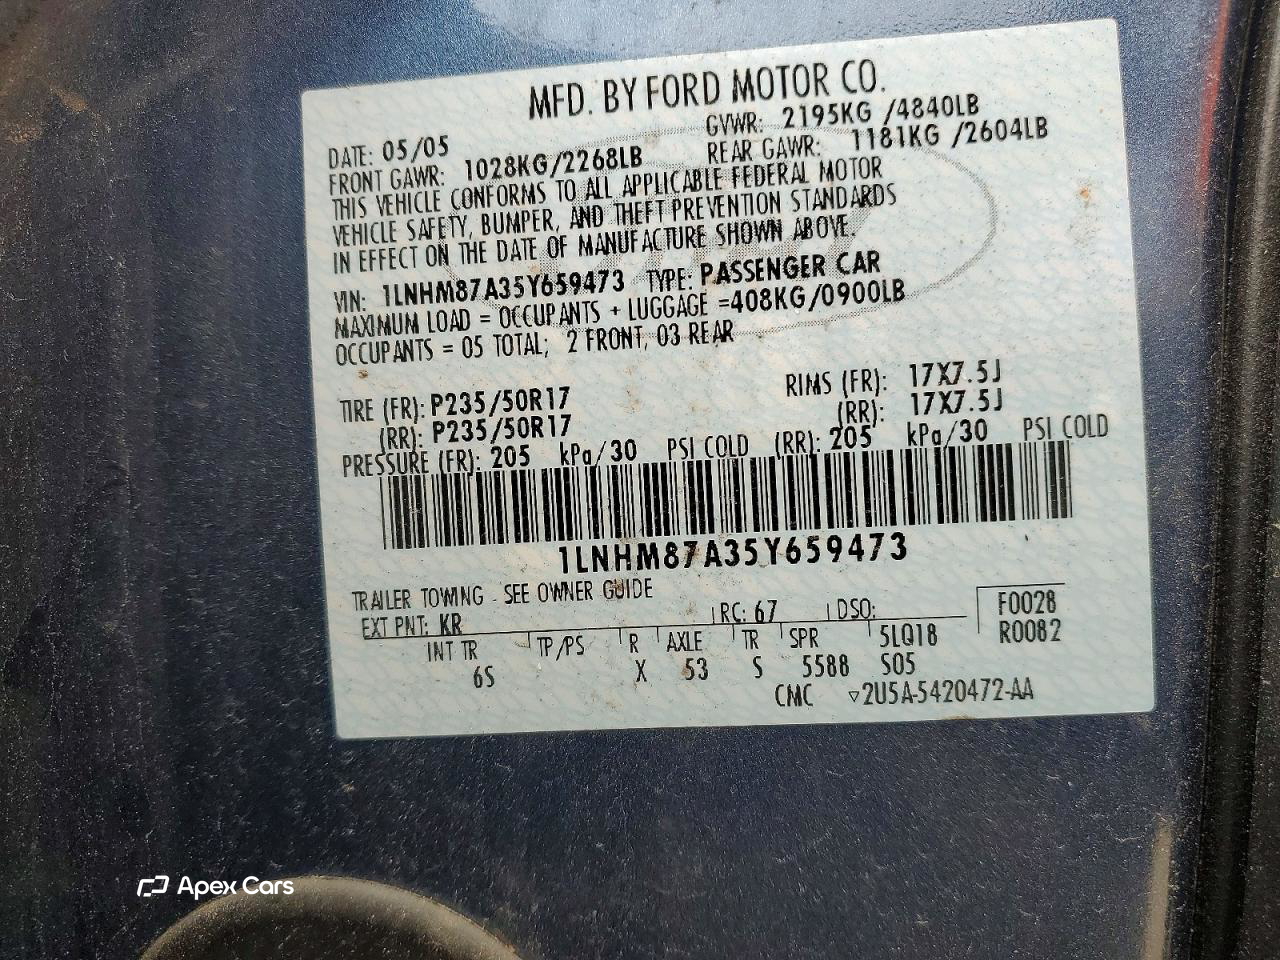 MFD. BY FORD MOTOR CO.
DATE: 05/05 GVWR: 2195KG /4840LB
FRONT GAWR: 1028KG/2268LB REAR GAWR: 1181KG /2604LB
THIS VEHICLE CONFORMS TO ALL APPLICABLE FEDERAL MOTOR
VEHICLE SAFETY, BUMPER, AND THEFT PREVENTION STANDARDS
IN EFFECT ON THE DATE OF MANUFACTURE SHOWN ABOVE.
VIN: 1LNHM87A35Y659473 TYPE: PASSENGER CAR
MAXIMUM LOAD = OCCUPANTS + LUGGAGE =408KG/0900LB
OCCUPANTS = 05 TOTAL; 2 FRONT, 03 REAR
TIRE (FR): P235/50R17 RIMS (FR): 17X7.5J
(RR): P235/50R17 (RR): 17X7.5J
PRESSURE (FR): 205 kPa/30 PSI COLD (RR): 205 kPa/30 PSI COLD
1LNHM87A35Y659473
TRAILER TOWING - SEE OWNER GUIDE
EXT PNT: KR RC: 67 DSO: F0028
INT TR TP/PS R AXLE TR SPR 5LQ18 R0082
6S X 53 S 5588 S05
CMC ▽2U5A-5420472-AA
Apex Cars